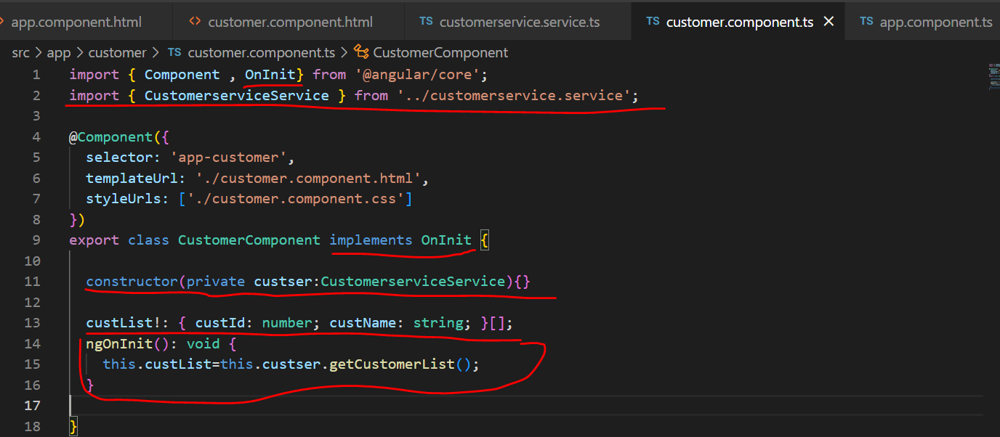 app.component.html <> customer.component.html TS customerservice.service.ts TS customer.component.ts × TS app.component.ts
src > app > customer > TS customer.component.ts > CustomerComponent
1 import { Component , OnInit} from '@angular/core';
2 import { CustomerserviceService } from '../customerservice.service';
3
4 @Component({
5 selector: 'app-customer',
6 templateUrl: './customer.component.html',
7 styleUrls: ['./customer.component.css']
8 })
9 export class CustomerComponent implements OnInit {
10
11 constructor(private custser:CustomerserviceService){}
12
13 custList!: { custId: number; custName: string; }[];
14 ngOnInit(): void {
15 this.custList=this.custser.getCustomerList();
16 }
17
18 }